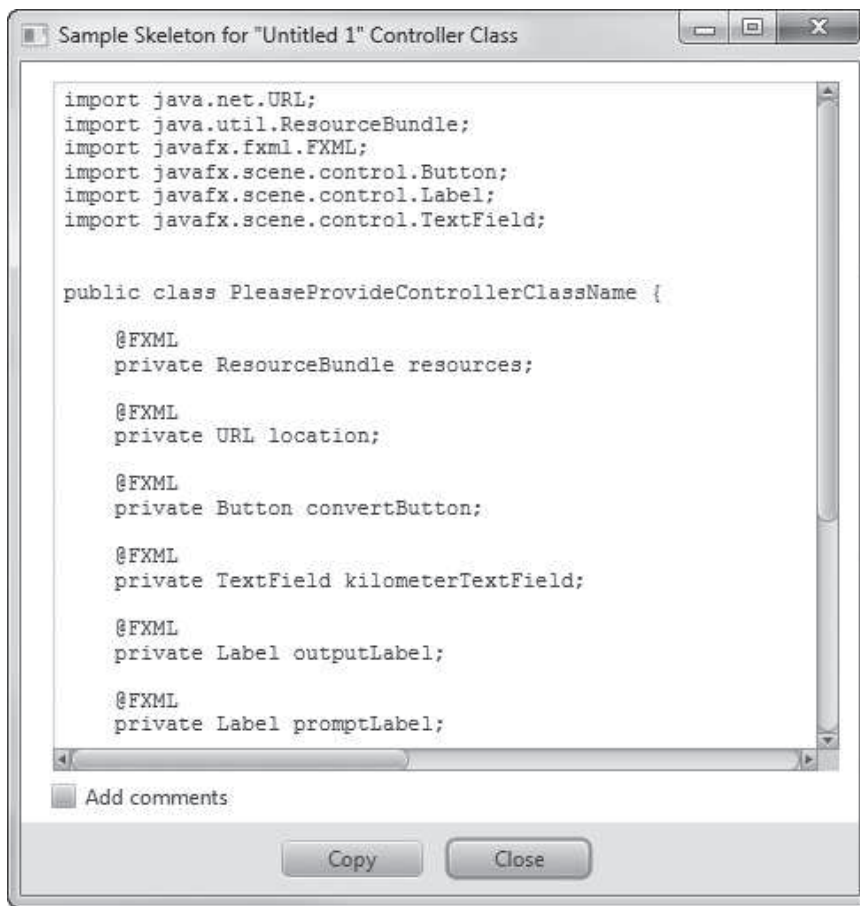 Sample Skeleton for "Untitled 1" Controller Class
import java.net.URL;
import java.util.ResourceBundle;
import javafx.fxml.FXML;
import javafx.scene.control.Button;
import javafx.scene.control.Label;
import javafx.scene.control.TextField;
public class PleaseProvideControllerClassName {
@FXML
private ResourceBundle resources;
@FXML
private URL location;
@FXML
private Button convertButton;
@FXML
private TextField kilometerTextField;
@FXML
private Label outputLabel;
@FXML
private Label promptLabel;
Add comments
Copy
Close